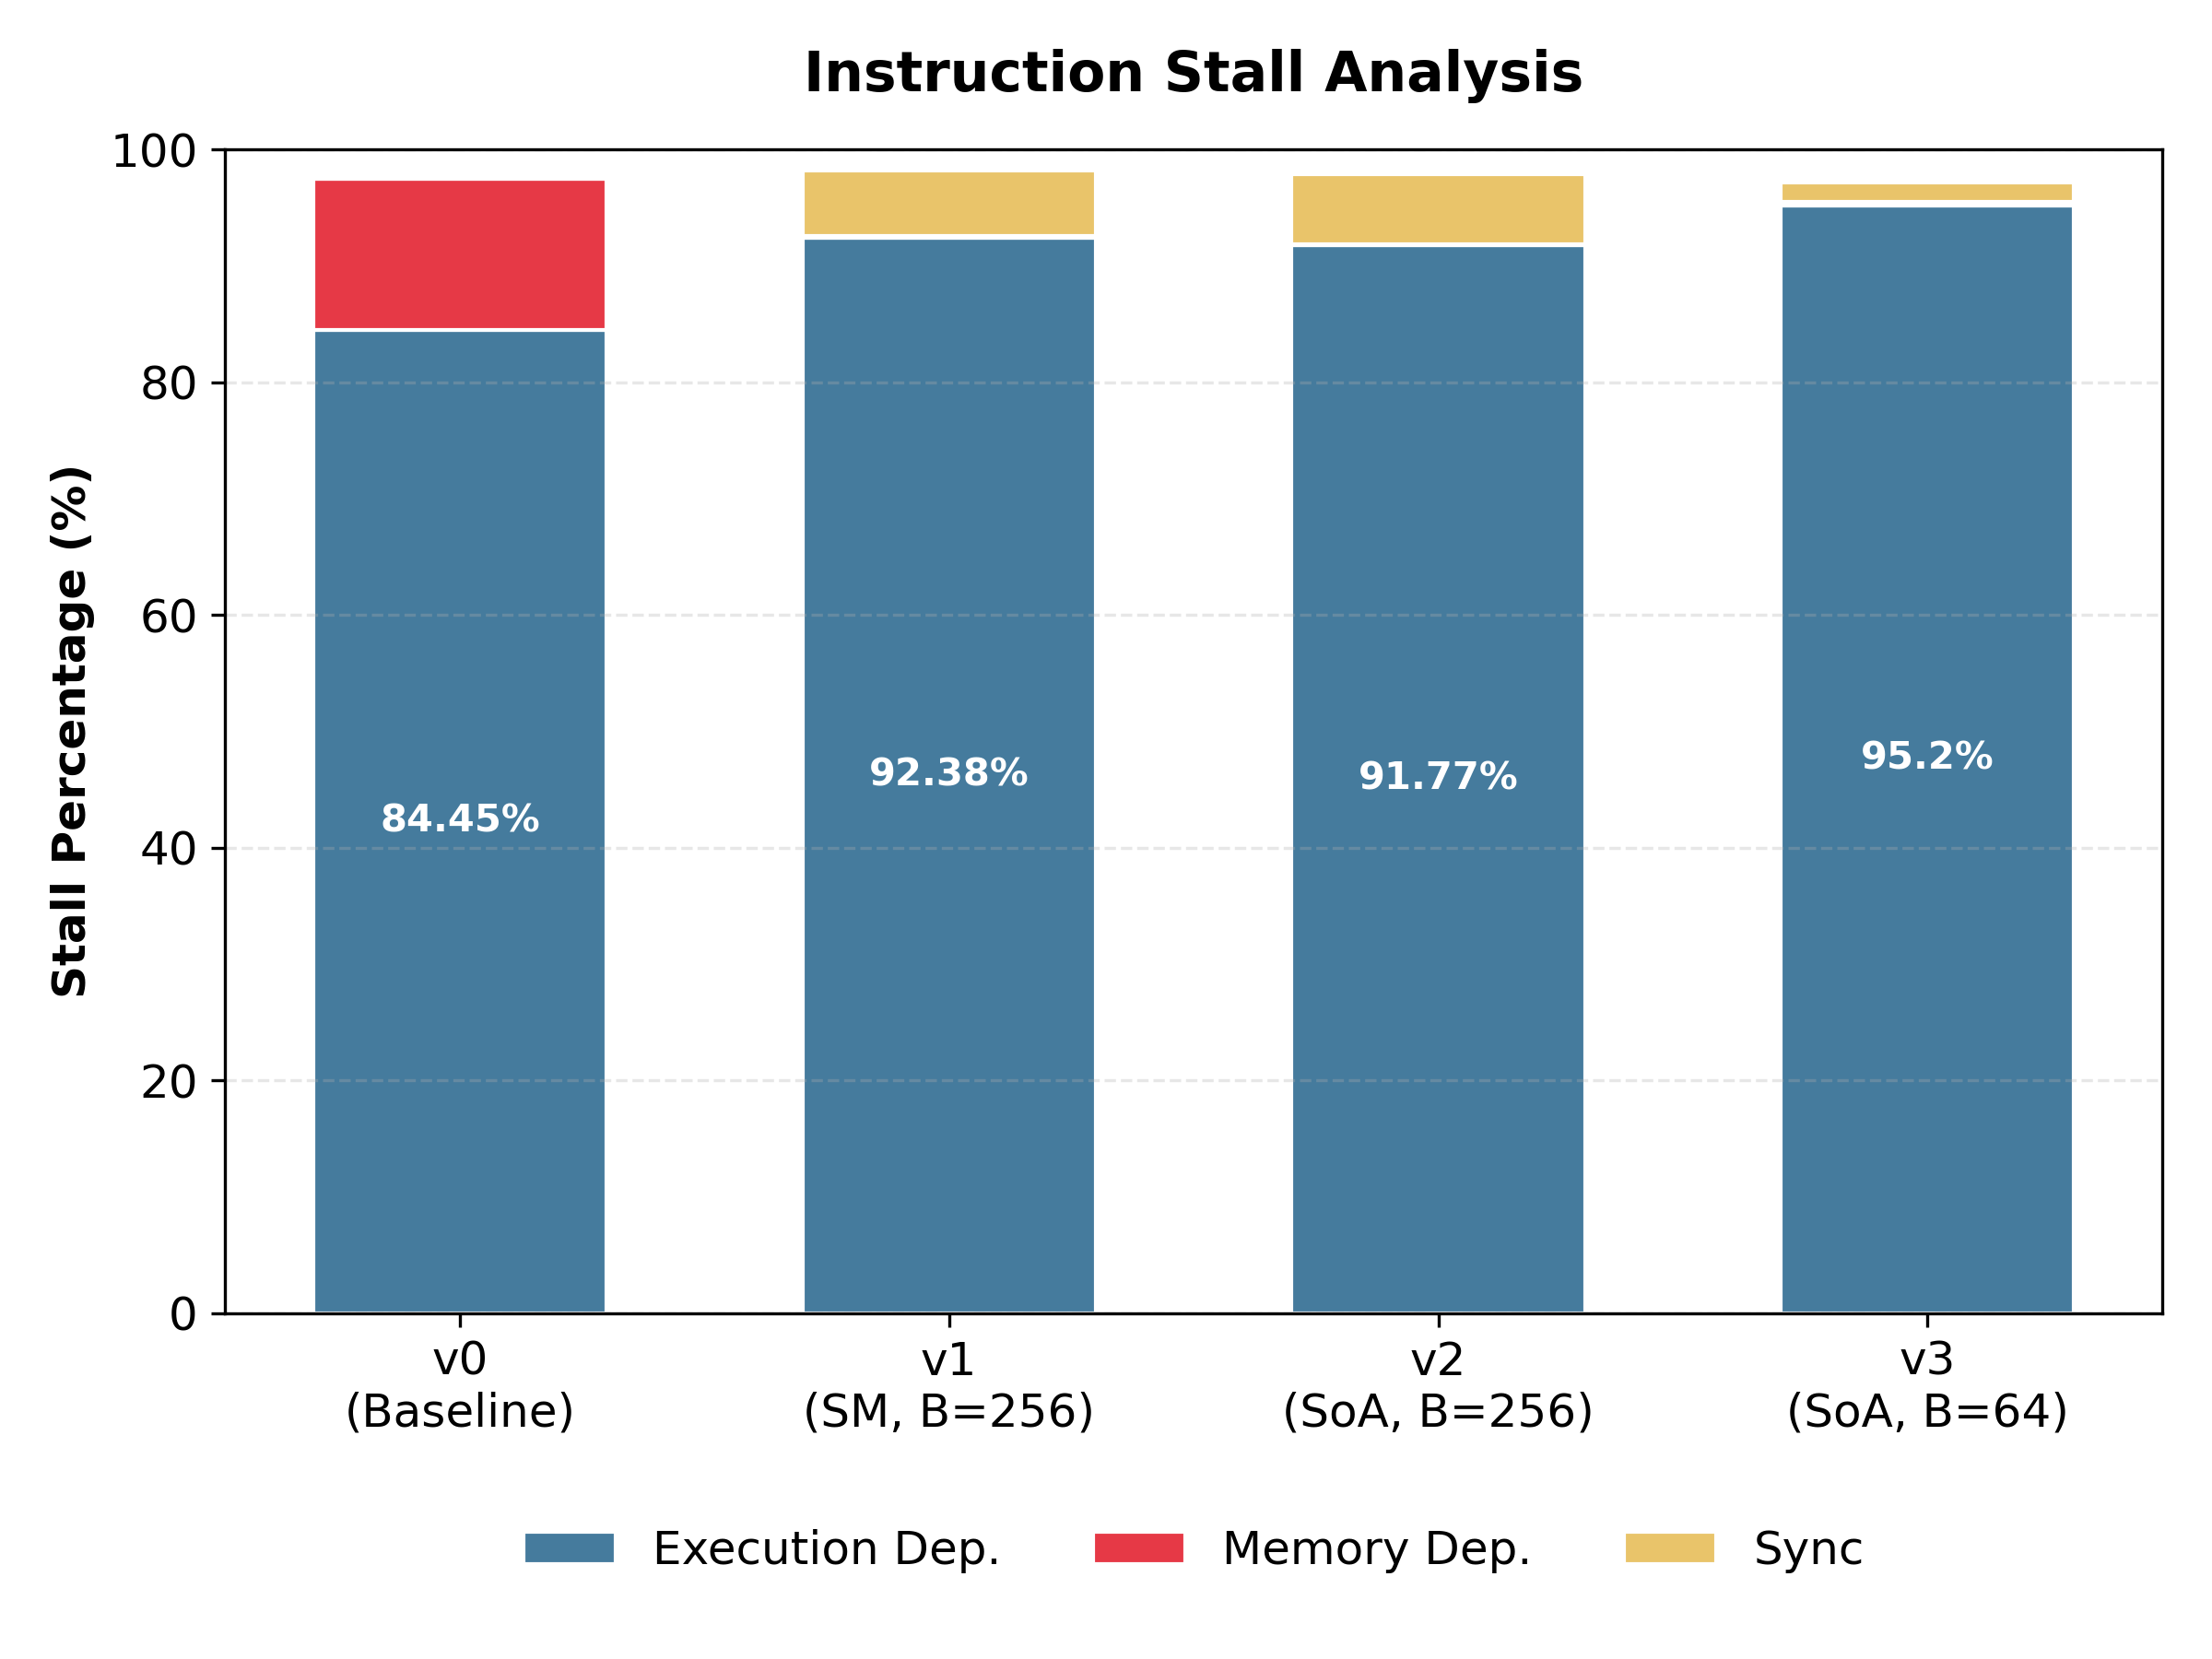 Instruction Stall Analysis
Stall Percentage (%)
100
80
60
40
20
0
84.45%
92.38%
91.77%
95.2%
v0
(Baseline)
v1
(SM, B=256)
v2
(SoA, B=256)
v3
(SoA, B=64)
Execution Dep.
Memory Dep.
Sync